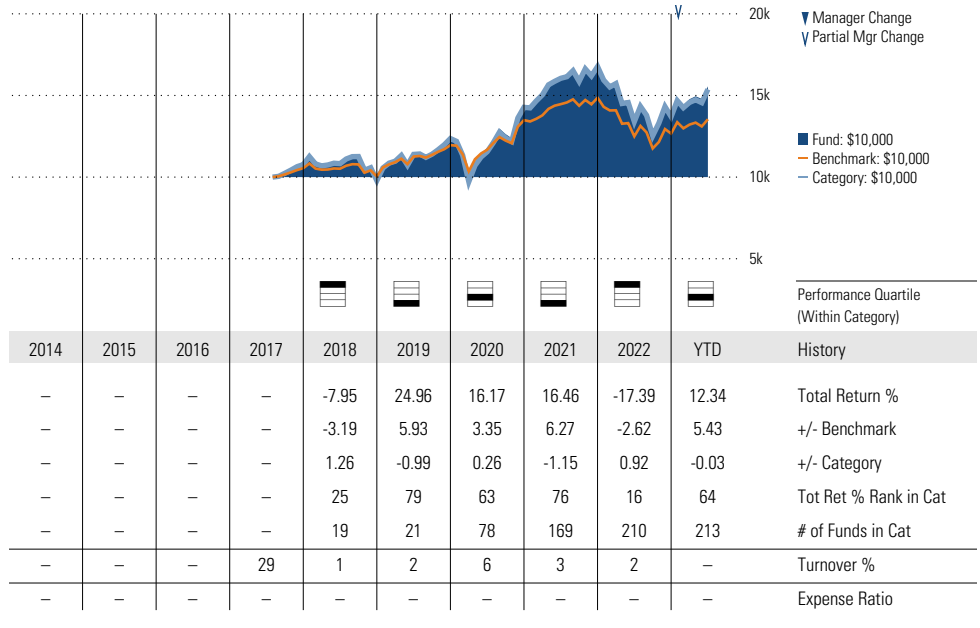 20k
▼ Manager Change
∨ Partial Mgr Change
15k
Fund: $10,000
Benchmark: $10,000
Category: $10,000
10k
5k
Performance Quartile
(Within Category)
2014 2015 2016 2017 2018 2019 2020 2021 2022 YTD History
– – – – -7.95 24.96 16.17 16.46 -17.39 12.34 Total Return %
– – – – -3.19 5.93 3.35 6.27 -2.62 5.43 +/- Benchmark
– – – – 1.26 -0.99 0.26 -1.15 0.92 -0.03 +/- Category
– – – – 25 79 63 76 16 64 Tot Ret % Rank in Cat
– – – – 19 21 78 169 210 213 # of Funds in Cat
– – – 29 1 2 6 3 2 – Turnover %
– – – – – – – – – – Expense Ratio